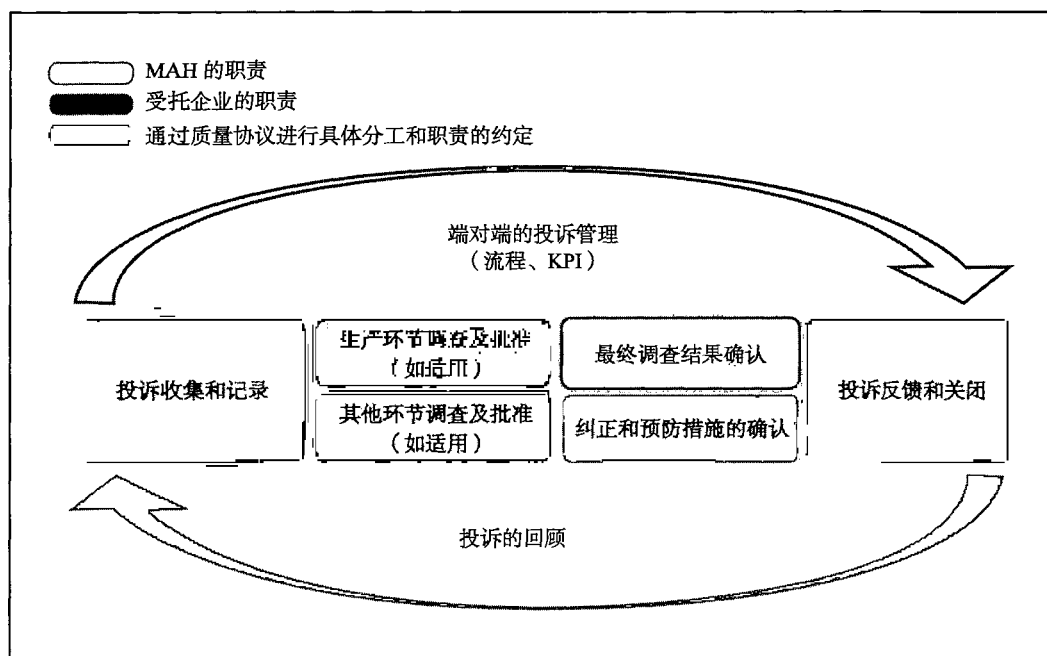 MAH 的职责
受托企业的职责
通过质量协议进行具体分工和职责的约定
端对端的投诉管理
（流程、KPI）
投诉收集和记录
生产环节调查及批准
（如适用）
其他环节调查及批准
（如适用）
最终调查结果确认
纠正和预防措施的确认
投诉反馈和关闭
投诉的回顾